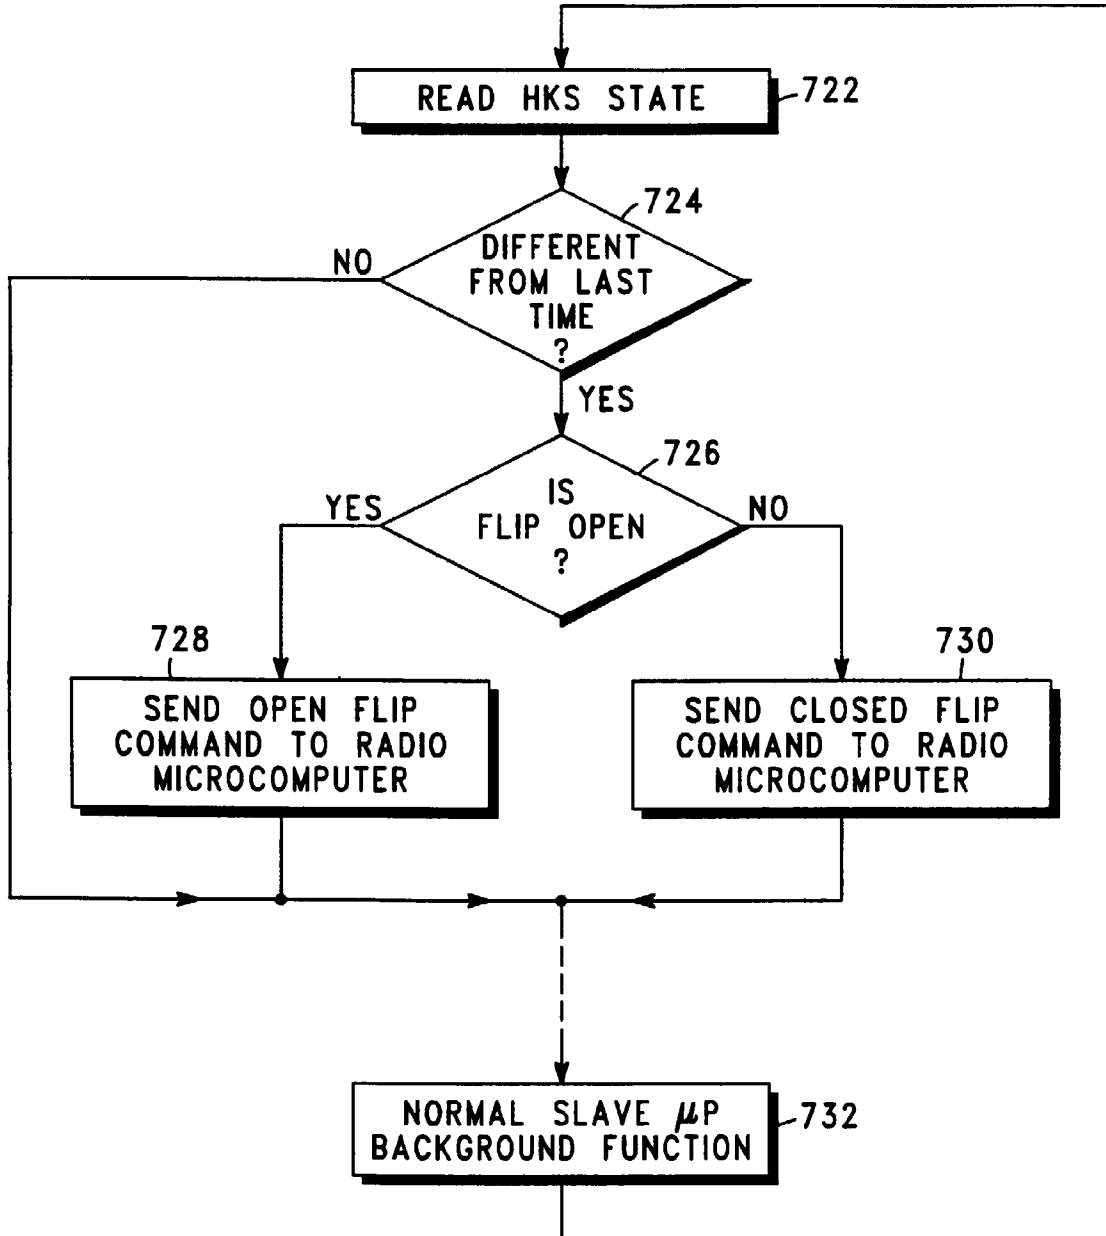 READ HKS STATE
722
724
DIFFERENT
FROM LAST
TIME
?
NO
YES
726
IS
FLIP OPEN
?
YES
NO
728
SEND OPEN FLIP
COMMAND TO RADIO
MICROCOMPUTER
730
SEND CLOSED FLIP
COMMAND TO RADIO
MICROCOMPUTER
NORMAL SLAVE μP
BACKGROUND FUNCTION
732